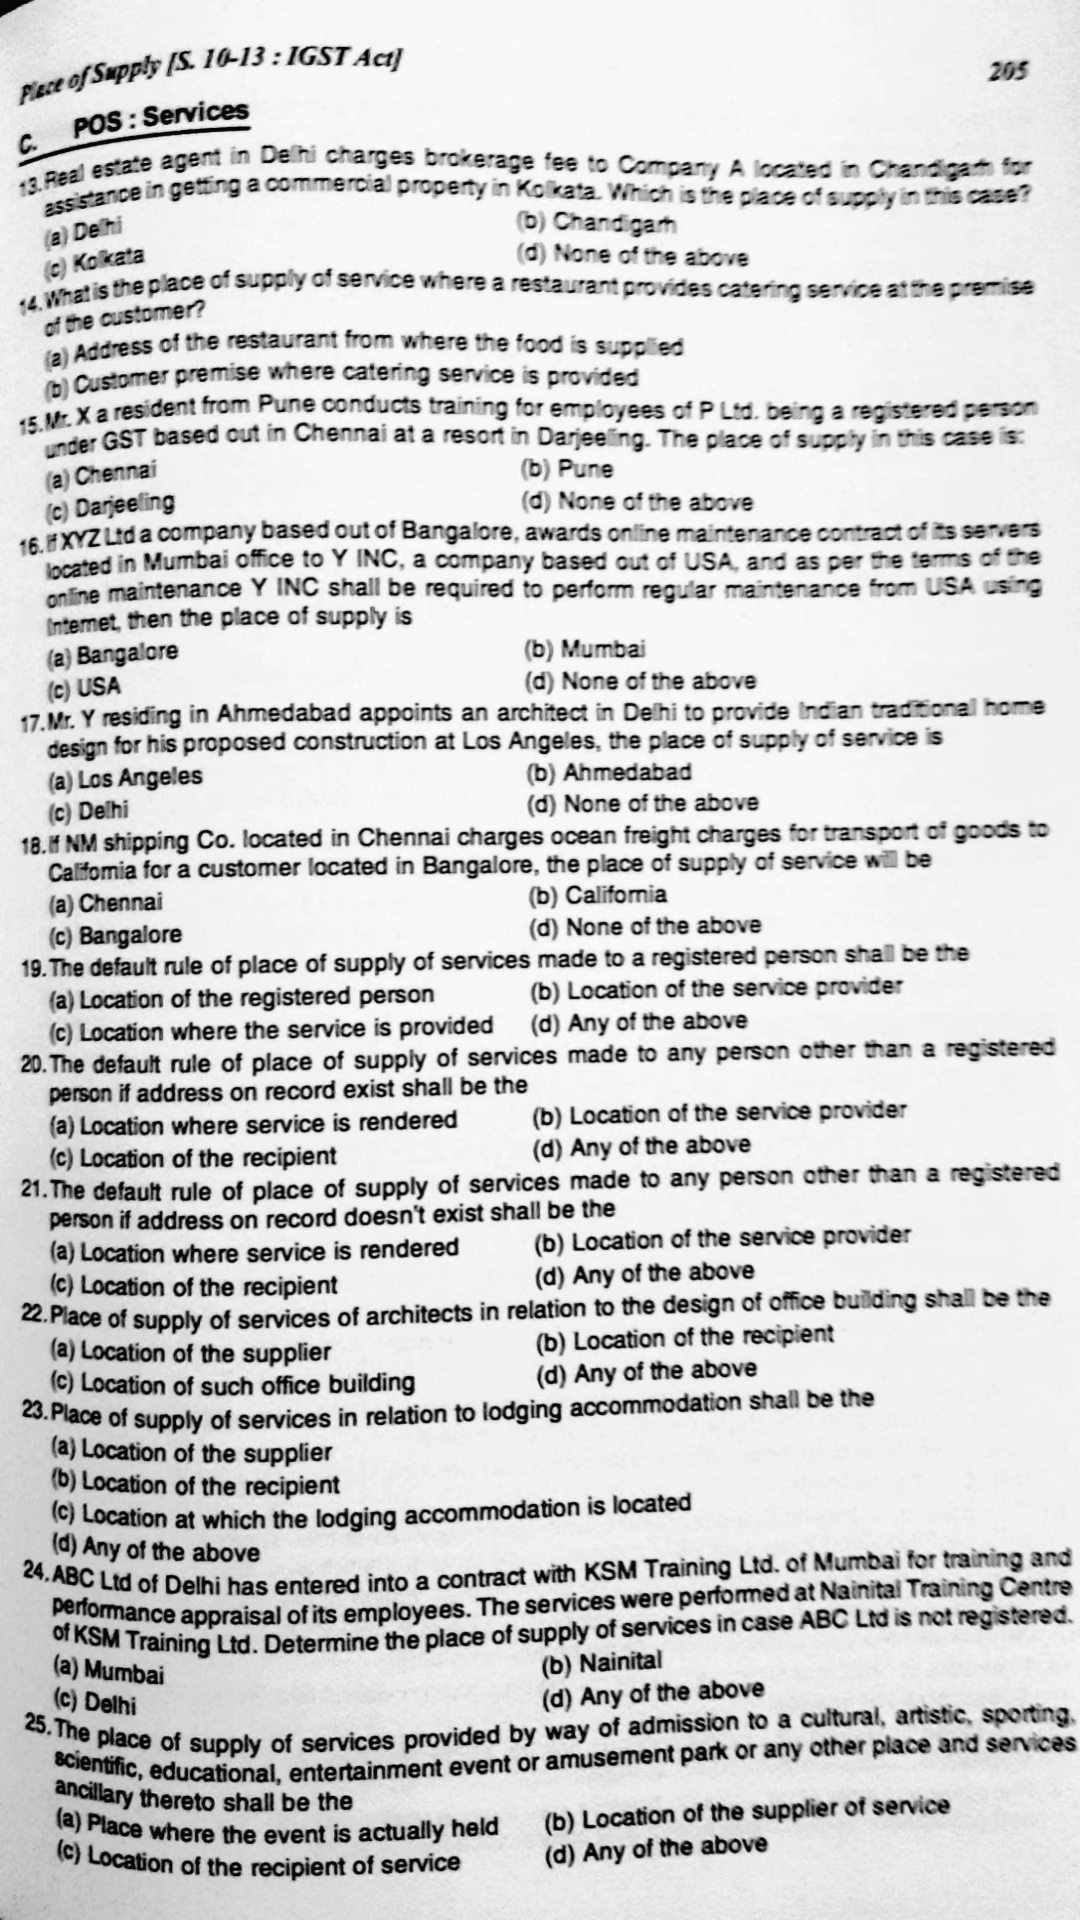 Place of Supply [S. 10-13 : IGST Act]
205
C. POS : Services
13. Real estate agent in Delhi charges brokerage fee to Company A located in Chandigarh for
assistance in getting a commercial property in Kolkata. Which is the place of supply in this case?
(a) Delhi (b) Chandigarh
(c) Kolkata (d) None of the above
14. What is the place of supply of service where a restaurant provides catering service at the premise
of the customer?
(a) Address of the restaurant from where the food is supplied
(b) Customer premise where catering service is provided
15. Mr. X a resident from Pune conducts training for employees of P Ltd. being a registered person
under GST based out in Chennai at a resort in Darjeeling. The place of supply in this case is:
(a) Chennai (b) Pune
(c) Darjeeling (d) None of the above
16. If XYZ Ltd a company based out of Bangalore, awards online maintenance contract of its servers
located in Mumbai office to Y INC, a company based out of USA, and as per the terms of the
online maintenance Y INC shall be required to perform regular maintenance from USA using
Internet, then the place of supply is
(a) Bangalore (b) Mumbai
(c) USA (d) None of the above
17. Mr. Y residing in Ahmedabad appoints an architect in Delhi to provide Indian traditional home
design for his proposed construction at Los Angeles, the place of supply of service is
(a) Los Angeles (b) Ahmedabad
(c) Delhi (d) None of the above
18. If NM shipping Co. located in Chennai charges ocean freight charges for transport of goods to
California for a customer located in Bangalore, the place of supply of service will be
(a) Chennai (b) California
(c) Bangalore (d) None of the above
19. The default rule of place of supply of services made to a registered person shall be the
(a) Location of the registered person (b) Location of the service provider
(c) Location where the service is provided (d) Any of the above
20. The default rule of place of supply of services made to any person other than a registered
person if address on record exist shall be the
(a) Location where service is rendered (b) Location of the service provider
(c) Location of the recipient (d) Any of the above
21. The default rule of place of supply of services made to any person other than a registered
person if address on record doesn't exist shall be the
(a) Location where service is rendered (b) Location of the service provider
(c) Location of the recipient (d) Any of the above
22. Place of supply of services of architects in relation to the design of office building shall be the
(a) Location of the supplier (b) Location of the recipient
(c) Location of such office building (d) Any of the above
23. Place of supply of services in relation to lodging accommodation shall be the
(a) Location of the supplier
(b) Location of the recipient
(c) Location at which the lodging accommodation is located
(d) Any of the above
24. ABC Ltd of Delhi has entered into a contract with KSM Training Ltd. of Mumbai for training and
performance appraisal of its employees. The services were performed at Nainital Training Centre
of KSM Training Ltd. Determine the place of supply of services in case ABC Ltd is not registered.
(a) Mumbai (b) Nainital
(c) Delhi (d) Any of the above
25. The place of supply of services provided by way of admission to a cultural, artistic, sporting,
scientific, educational, entertainment event or amusement park or any other place and services
ancillary thereto shall be the
(a) Place where the event is actually held (b) Location of the supplier of service
(c) Location of the recipient of service (d) Any of the above